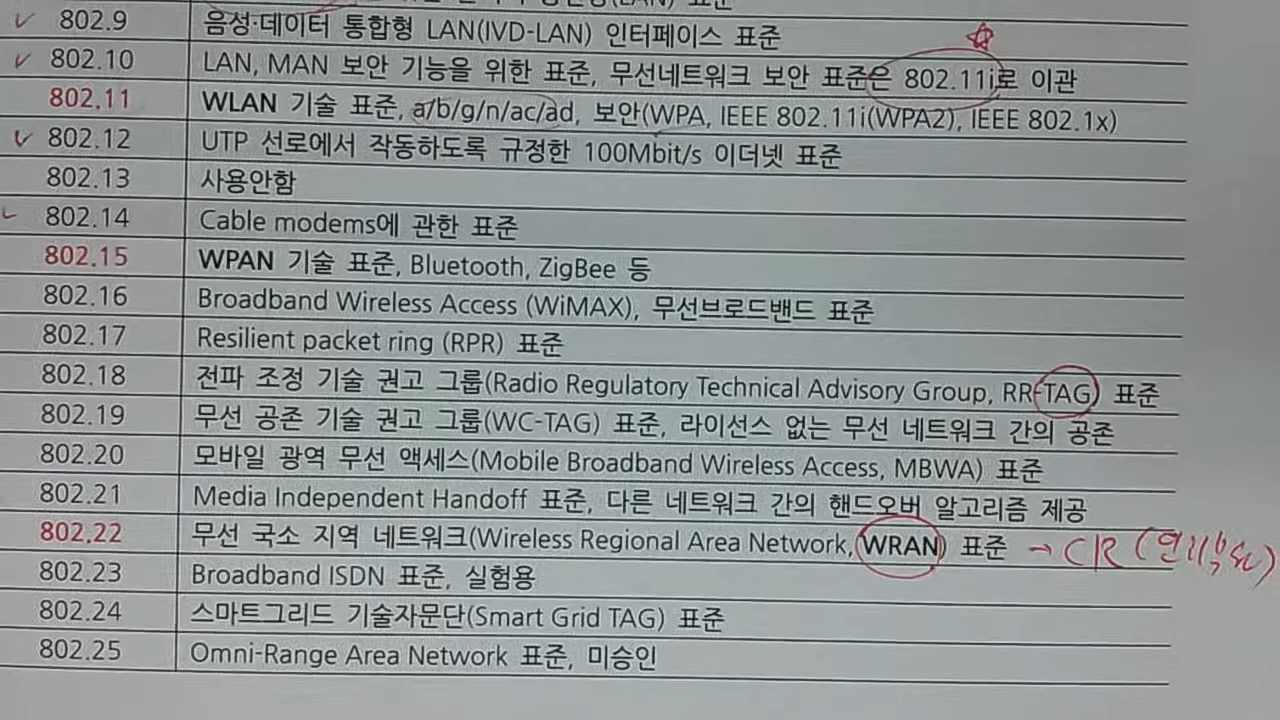 표준
802.9 음성·데이터 통합형 LAN(IVD-LAN) 인터페이스 표준
802.10 LAN, MAN 보안 기능을 위한 표준, 무선네트워크 보안 표준은 802.11i로 이관
802.11 WLAN 기술 표준, a/b/g/n/ac/ad, 보안(WPA, IEEE 802.11i(WPA2), IEEE 802.1x)
802.12 UTP 선로에서 작동하도록 규정한 100Mbit/s 이더넷 표준
802.13 사용안함
802.14 Cable modems에 관한 표준
802.15 WPAN 기술 표준, Bluetooth, ZigBee 등
802.16 Broadband Wireless Access (WiMAX), 무선브로드밴드 표준
802.17 Resilient packet ring (RPR) 표준
802.18 전파 조정 기술 권고 그룹(Radio Regulatory Technical Advisory Group, RR-TAG) 표준
802.19 무선 공존 기술 권고 그룹(WC-TAG) 표준, 라이선스 없는 무선 네트워크 간의 공존
802.20 모바일 광역 무선 액세스(Mobile Broadband Wireless Access, MBWA) 표준
802.21 Media Independent Handoff 표준, 다른 네트워크 간의 핸드오버 알고리즘 제공
802.22 무선 국소 지역 네트워크(Wireless Regional Area Network, WRAN) 표준 → CR
802.23 Broadband ISDN 표준, 실험용
802.24 스마트그리드 기술자문단(Smart Grid TAG) 표준
802.25 Omni-Range Area Network 표준, 미승인